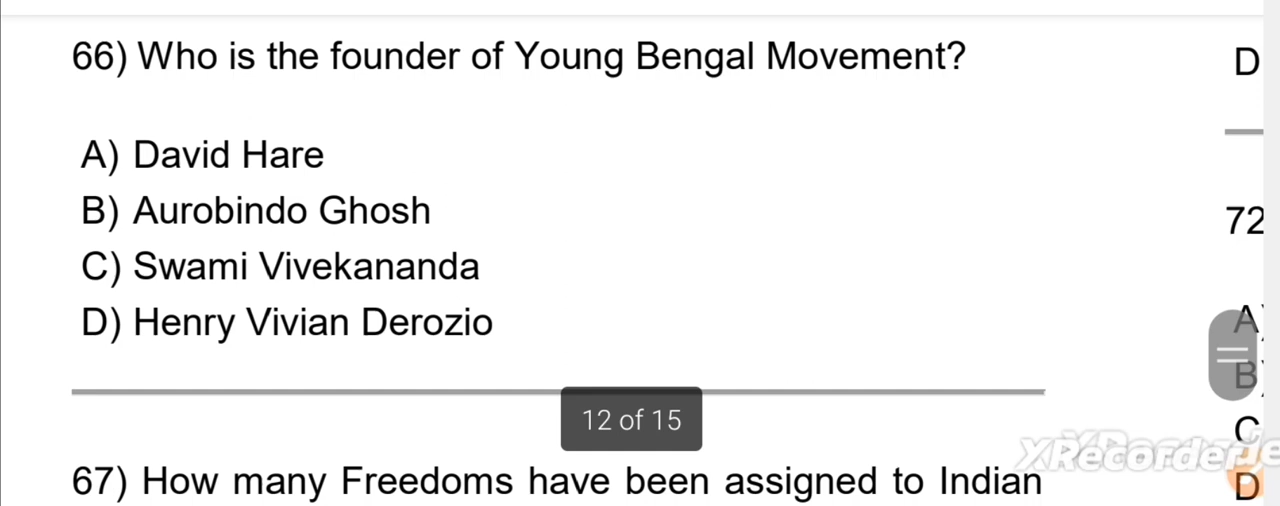 66) Who is the founder of Young Bengal Movement?
A) David Hare
B) Aurobindo Ghosh
C) Swami Vivekananda
D) Henry Vivian Derozio
12 of 15
67) How many Freedoms have been assigned to Indian
D
72
A)
B)
C
D
XRecorder